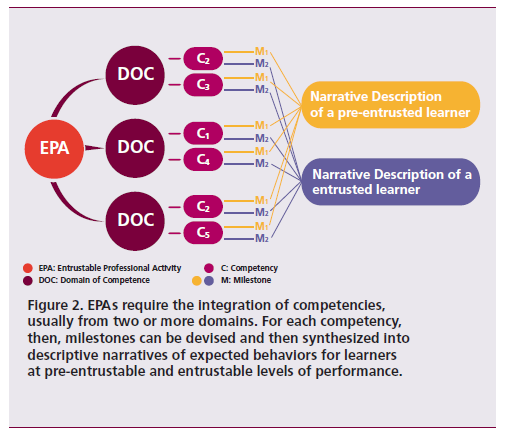 EPA
DOC
C2
M1
M2
C3
M1
M2
DOC
C1
M1
M2
C4
M1
M2
DOC
C2
M1
M2
C5
M1
M2
Narrative Description
of a pre-entrusted learner
Narrative Description of a
entrusted learner
EPA: Entrustable Professional Activity
C: Competency
DOC: Domain of Competence
M: Milestone
Figure 2. EPAs require the integration of competencies,
usually from two or more domains. For each competency,
then, milestones can be devised and then synthesized into
descriptive narratives of expected behaviors for learners
at pre-entrustable and entrustable levels of performance.